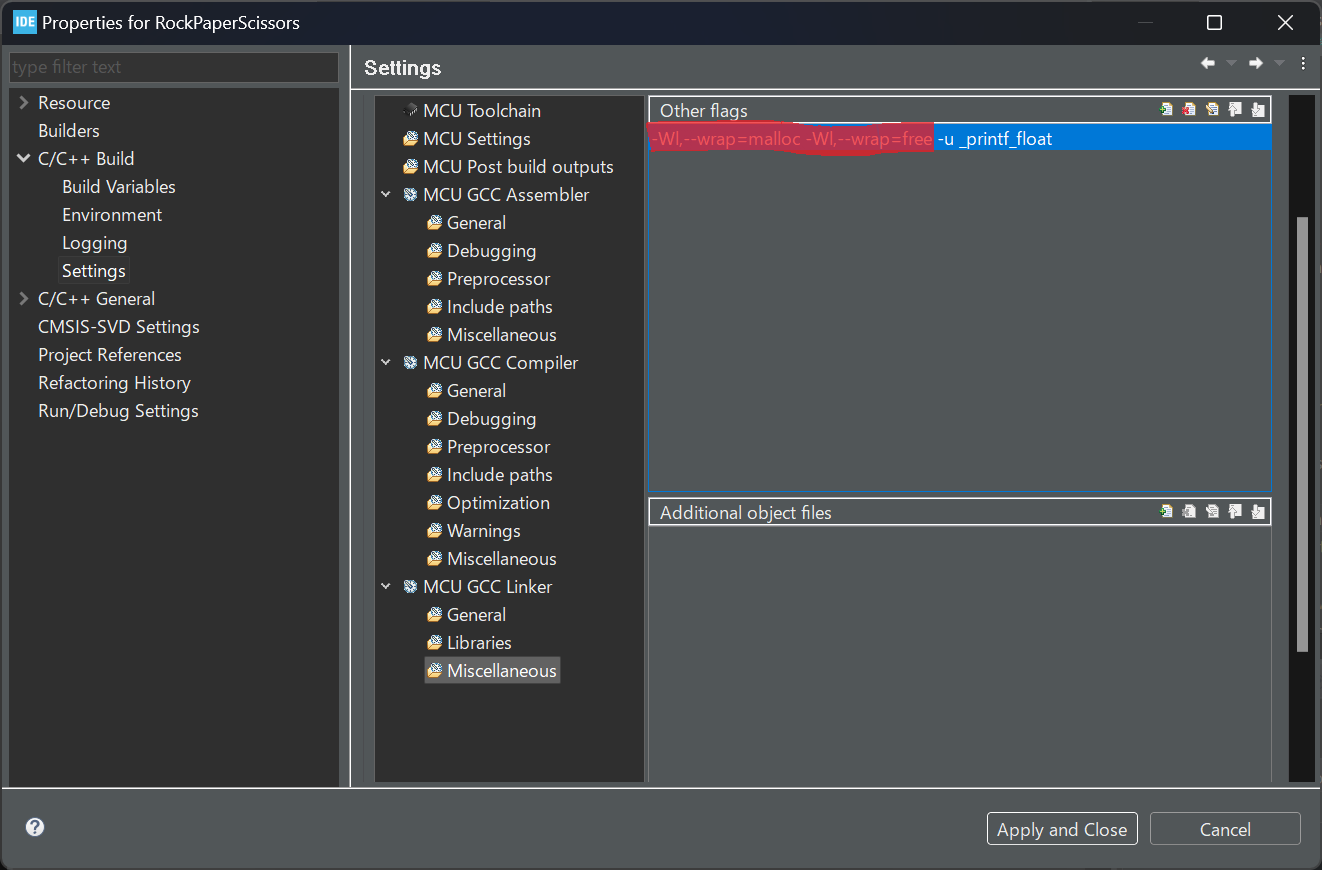 IDE Properties for RockPaperScissors
type filter text
Resource
Builders
C/C++ Build
Build Variables
Environment
Logging
Settings
C/C++ General
CMSIS-SVD Settings
Project References
Refactoring History
Run/Debug Settings
Settings
MCU Toolchain
MCU Settings
MCU Post build outputs
MCU GCC Assembler
General
Debugging
Preprocessor
Include paths
Miscellaneous
MCU GCC Compiler
General
Debugging
Preprocessor
Include paths
Optimization
Warnings
Miscellaneous
MCU GCC Linker
General
Libraries
Miscellaneous
Other flags
-Wl,--wrap=malloc -Wl,--wrap=free -u _printf_float
Additional object files
?
Apply and Close
Cancel